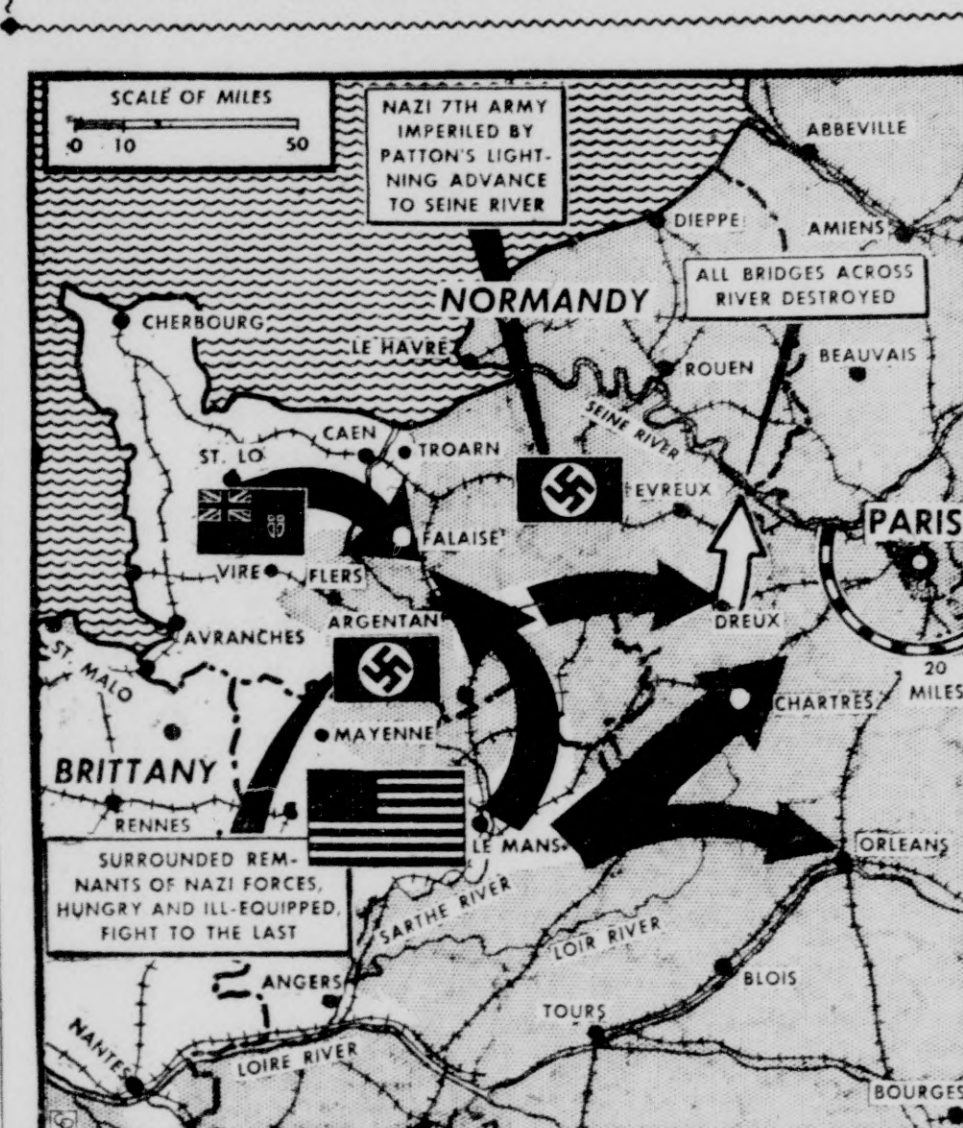 SCALE OF MILES
0 10 50
NAZI 7TH ARMY
IMPERILED BY
PATTON'S LIGHT-
NING ADVANCE
TO SEINE RIVER
ABBEVILLE
DIEPPE
AMIENS
ALL BRIDGES ACROSS
RIVER DESTROYED
NORMANDY
CHERBOURG
LE HAVRE
ROUEN
BEAUVAIS
SEINE RIVER
CAEN
TROARN
ST. LO
EVREUX
PARIS
FALAISE
VIRE
FLERS
ARGENTAN
DREUX
AVRANCHES
ST. MALO
20
MILES
CHARTRES
MAYENNE
BRITTANY
RENNES
LE MANS
ORLEANS
SURROUNDED REM-
NANTS OF NAZI FORCES,
HUNGRY AND ILL-EQUIPPED,
FIGHT TO THE LAST
SARTHE RIVER
LOIR RIVER
ANGERS
BLOIS
TOURS
NANTES
LOIRE RIVER
BOURGES